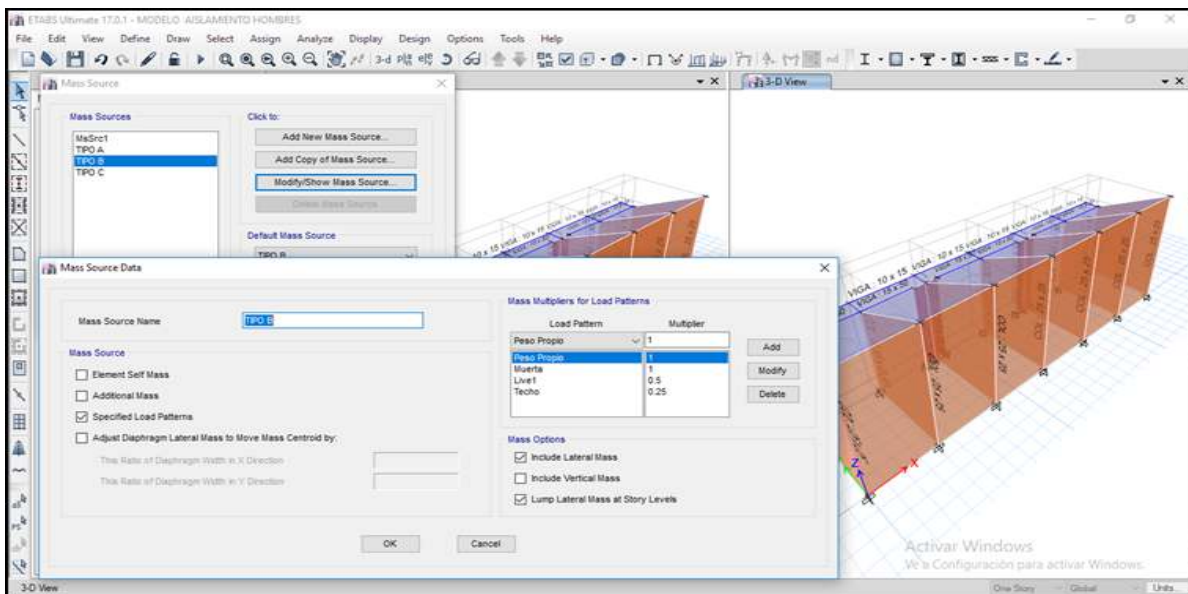 ETABS Ultimate 17.0.1 - MODELO AISLAMIENTO HOMBRES
File Edit View Define Draw Select Assign Analyze Display Design Options Tools Help
3-d
Mass Source
3-D View
Mass Sources
Click to:
MsSrc1
TIPO A
TIPO B
TIPO C
Add New Mass Source...
Add Copy of Mass Source...
Modify/Show Mass Source...
Delete Mass Source
Default Mass Source
TIPO B
Mass Source Data
Mass Source Name
TIPO B
Mass Source
Element Self Mass
Additional Mass
Specified Load Patterns
Adjust Diaphragm Lateral Mass to Move Mass Centroid by:
This Ratio of Diaphragm Width in X Direction
This Ratio of Diaphragm Width in Y Direction
Mass Multipliers for Load Patterns
Load Pattern Multiplier
Peso Propio 1
Peso Propio 1
Muerta 1
Live1 0.5
Techo 0.25
Add
Modify
Delete
Mass Options
Include Lateral Mass
Include Vertical Mass
Lump Lateral Mass at Story Levels
OK Cancel
VIGA : 10 x 15 VIGA : 10 x 15
Z
X
Activar Windows
Ve a Configuración para activar Windows.
3-D View
One Story Global Units...